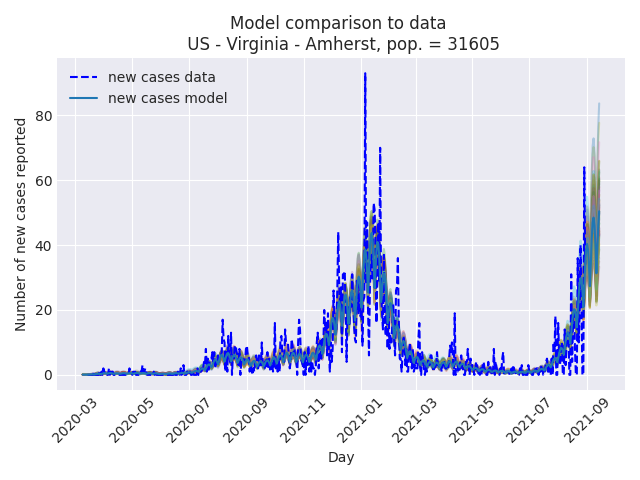 Model comparison to data
US - Virginia - Amherst, pop. = 31605
new cases data
new cases model
Number of new cases reported
80
60
40
20
0
2020-03
2020-05
2020-07
2020-09
2020-11
2021-01
2021-03
2021-05
2021-07
2021-09
Day